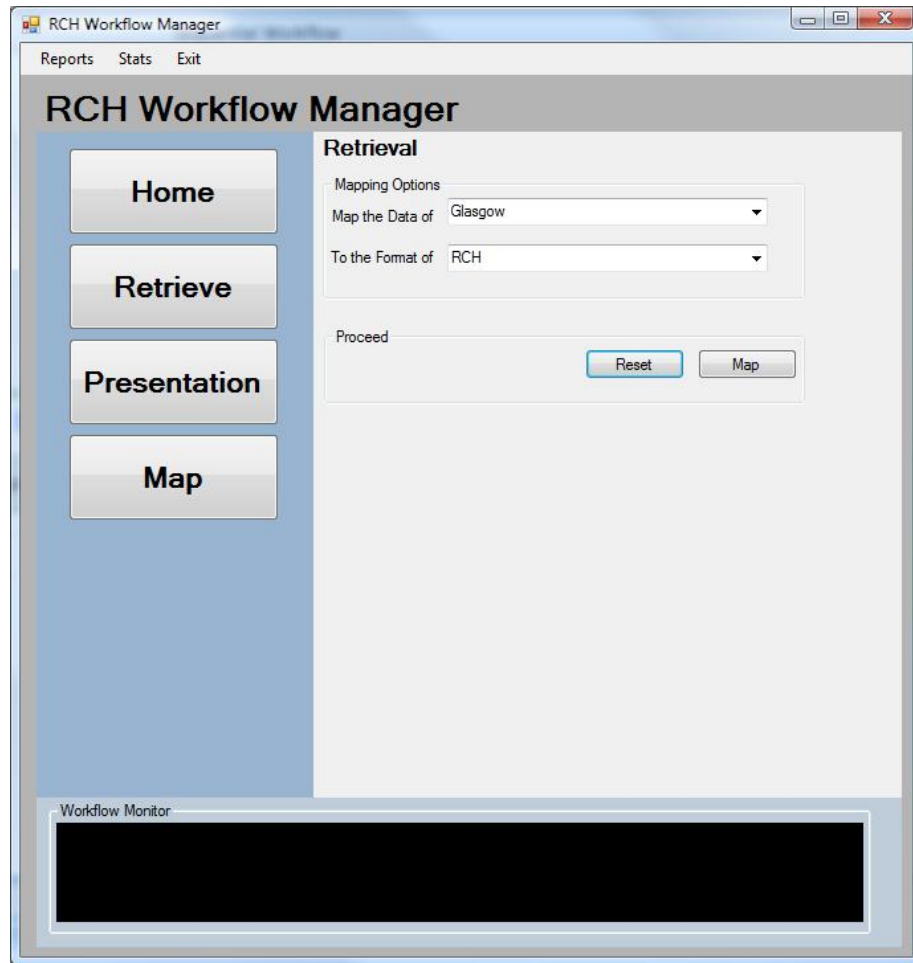 RCH Workflow Manager
Reports Stats Exit
RCH Workflow Manager
Home
Retrieve
Presentation
Map
Retrieval
Mapping Options
Map the Data of Glasgow
To the Format of RCH
Proceed
Reset Map
Workflow Monitor